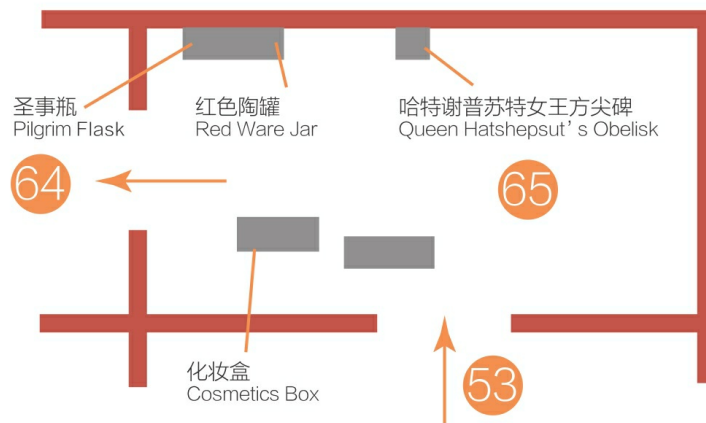 圣事瓶
Pilgrim Flask
红色陶罐
Red Ware Jar
哈特谢普苏特女王方尖碑
Queen Hatshepsut’s Obelisk
64
65
化妆盒
Cosmetics Box
53